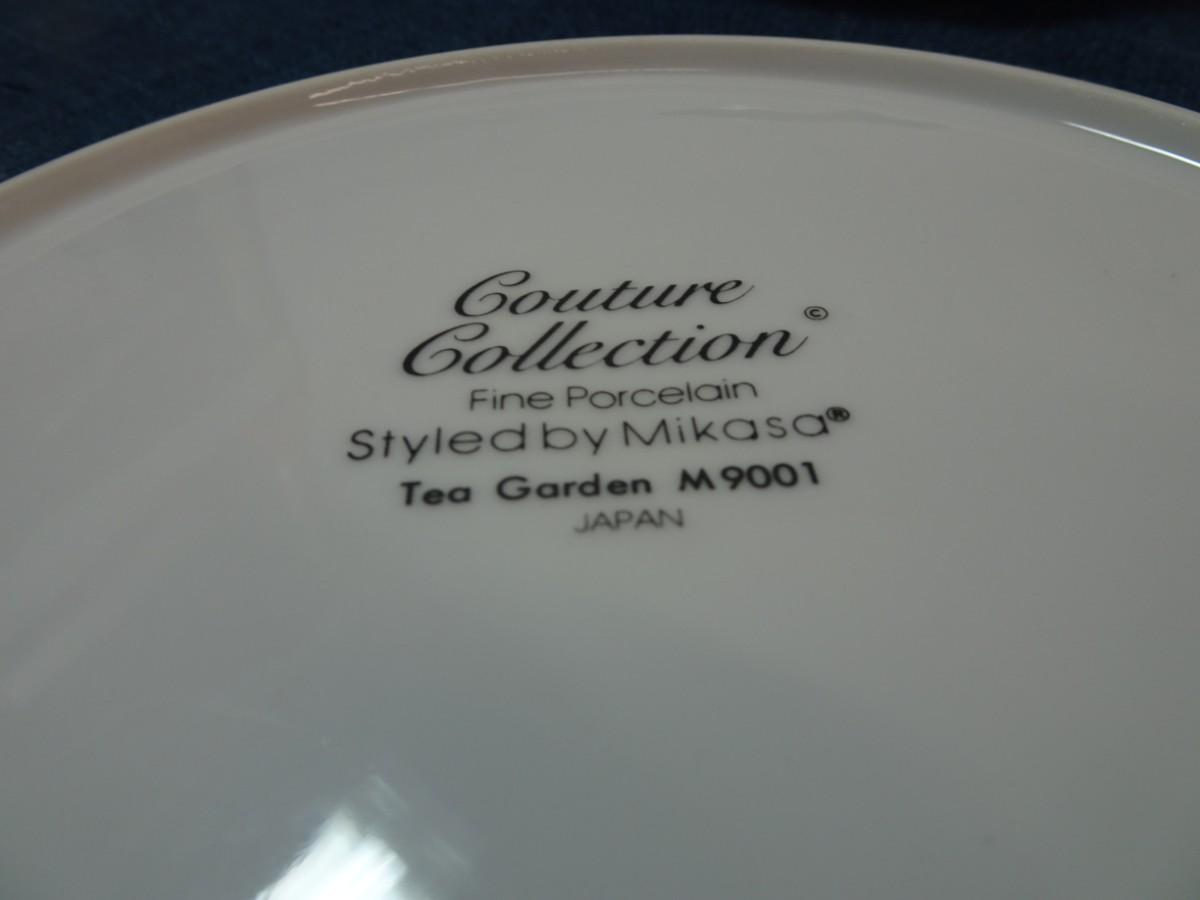 Couture
Collection©
Fine Porcelain
Styled by Mikasa®
Tea Garden M9001
JAPAN